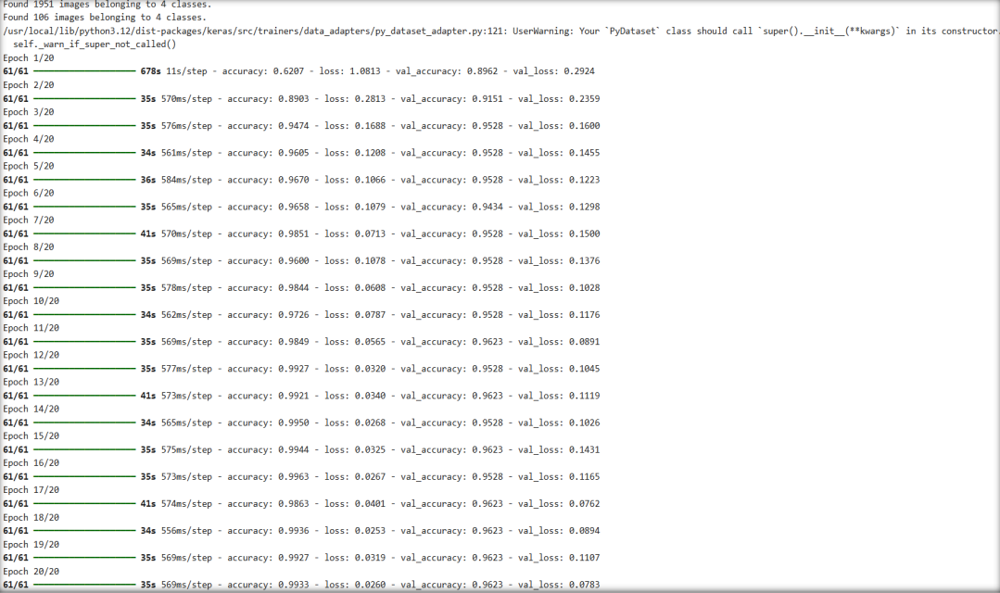 Found 1951 images belonging to 4 classes.
Found 106 images belonging to 4 classes.
/usr/local/lib/python3.12/dist-packages/keras/src/trainers/data_adapters/py_dataset_adapter.py:121: UserWarning: Your `PyDataset` class should call `super().__init__(**kwargs)` in its constructor.
self._warn_if_super_not_called()
Epoch 1/20
61/61 678s 11s/step - accuracy: 0.6207 - loss: 1.0813 - val_accuracy: 0.8962 - val_loss: 0.2924
Epoch 2/20
61/61 35s 570ms/step - accuracy: 0.8903 - loss: 0.2813 - val_accuracy: 0.9151 - val_loss: 0.2359
Epoch 3/20
61/61 35s 576ms/step - accuracy: 0.9474 - loss: 0.1688 - val_accuracy: 0.9528 - val_loss: 0.1600
Epoch 4/20
61/61 34s 561ms/step - accuracy: 0.9605 - loss: 0.1208 - val_accuracy: 0.9528 - val_loss: 0.1455
Epoch 5/20
61/61 36s 584ms/step - accuracy: 0.9670 - loss: 0.1066 - val_accuracy: 0.9528 - val_loss: 0.1223
Epoch 6/20
61/61 35s 565ms/step - accuracy: 0.9658 - loss: 0.1079 - val_accuracy: 0.9434 - val_loss: 0.1298
Epoch 7/20
61/61 41s 570ms/step - accuracy: 0.9851 - loss: 0.0713 - val_accuracy: 0.9528 - val_loss: 0.1500
Epoch 8/20
61/61 35s 569ms/step - accuracy: 0.9600 - loss: 0.1078 - val_accuracy: 0.9528 - val_loss: 0.1376
Epoch 9/20
61/61 35s 578ms/step - accuracy: 0.9844 - loss: 0.0608 - val_accuracy: 0.9528 - val_loss: 0.1028
Epoch 10/20
61/61 34s 562ms/step - accuracy: 0.9726 - loss: 0.0787 - val_accuracy: 0.9528 - val_loss: 0.1176
Epoch 11/20
61/61 35s 569ms/step - accuracy: 0.9849 - loss: 0.0565 - val_accuracy: 0.9623 - val_loss: 0.0891
Epoch 12/20
61/61 35s 577ms/step - accuracy: 0.9927 - loss: 0.0320 - val_accuracy: 0.9528 - val_loss: 0.1045
Epoch 13/20
61/61 41s 573ms/step - accuracy: 0.9921 - loss: 0.0340 - val_accuracy: 0.9623 - val_loss: 0.1119
Epoch 14/20
61/61 34s 565ms/step - accuracy: 0.9950 - loss: 0.0268 - val_accuracy: 0.9528 - val_loss: 0.1026
Epoch 15/20
61/61 35s 575ms/step - accuracy: 0.9944 - loss: 0.0325 - val_accuracy: 0.9623 - val_loss: 0.1431
Epoch 16/20
61/61 35s 573ms/step - accuracy: 0.9963 - loss: 0.0267 - val_accuracy: 0.9528 - val_loss: 0.1165
Epoch 17/20
61/61 41s 574ms/step - accuracy: 0.9863 - loss: 0.0401 - val_accuracy: 0.9623 - val_loss: 0.0762
Epoch 18/20
61/61 34s 556ms/step - accuracy: 0.9936 - loss: 0.0253 - val_accuracy: 0.9623 - val_loss: 0.0894
Epoch 19/20
61/61 35s 569ms/step - accuracy: 0.9927 - loss: 0.0319 - val_accuracy: 0.9623 - val_loss: 0.1107
Epoch 20/20
61/61 35s 569ms/step - accuracy: 0.9933 - loss: 0.0260 - val_accuracy: 0.9623 - val_loss: 0.0783